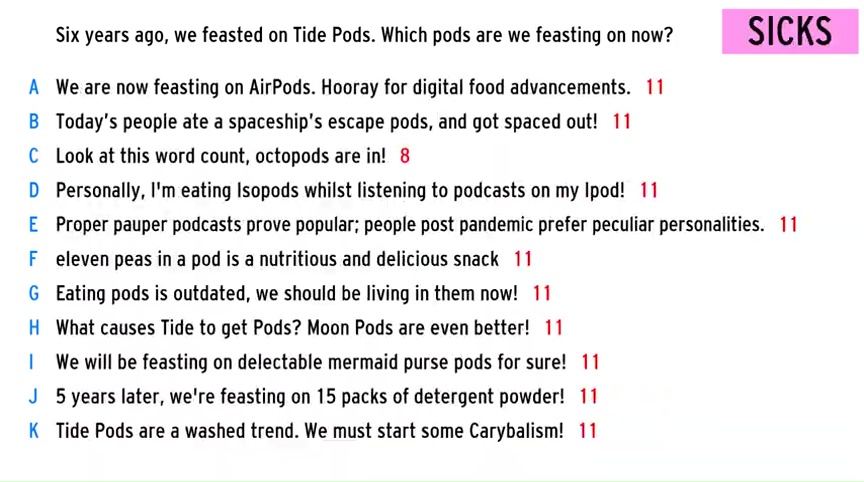 Six years ago, we feasted on Tide Pods. Which pods are we feasting on now?
SICKS
A We are now feasting on AirPods. Hooray for digital food advancements. 11
B Today's people ate a spaceship's escape pods, and got spaced out! 11
C Look at this word count, octopods are in! 8
D Personally, I'm eating Isopods whilst listening to podcasts on my Ipod! 11
E Proper pauper podcasts prove popular; people post pandemic prefer peculiar personalities. 11
F eleven peas in a pod is a nutritious and delicious snack 11
G Eating pods is outdated, we should be living in them now! 11
H What causes Tide to get Pods? Moon Pods are even better! 11
I We will be feasting on delectable mermaid purse pods for sure! 11
J 5 years later, we're feasting on 15 packs of detergent powder! 11
K Tide Pods are a washed trend. We must start some Carybalism! 11